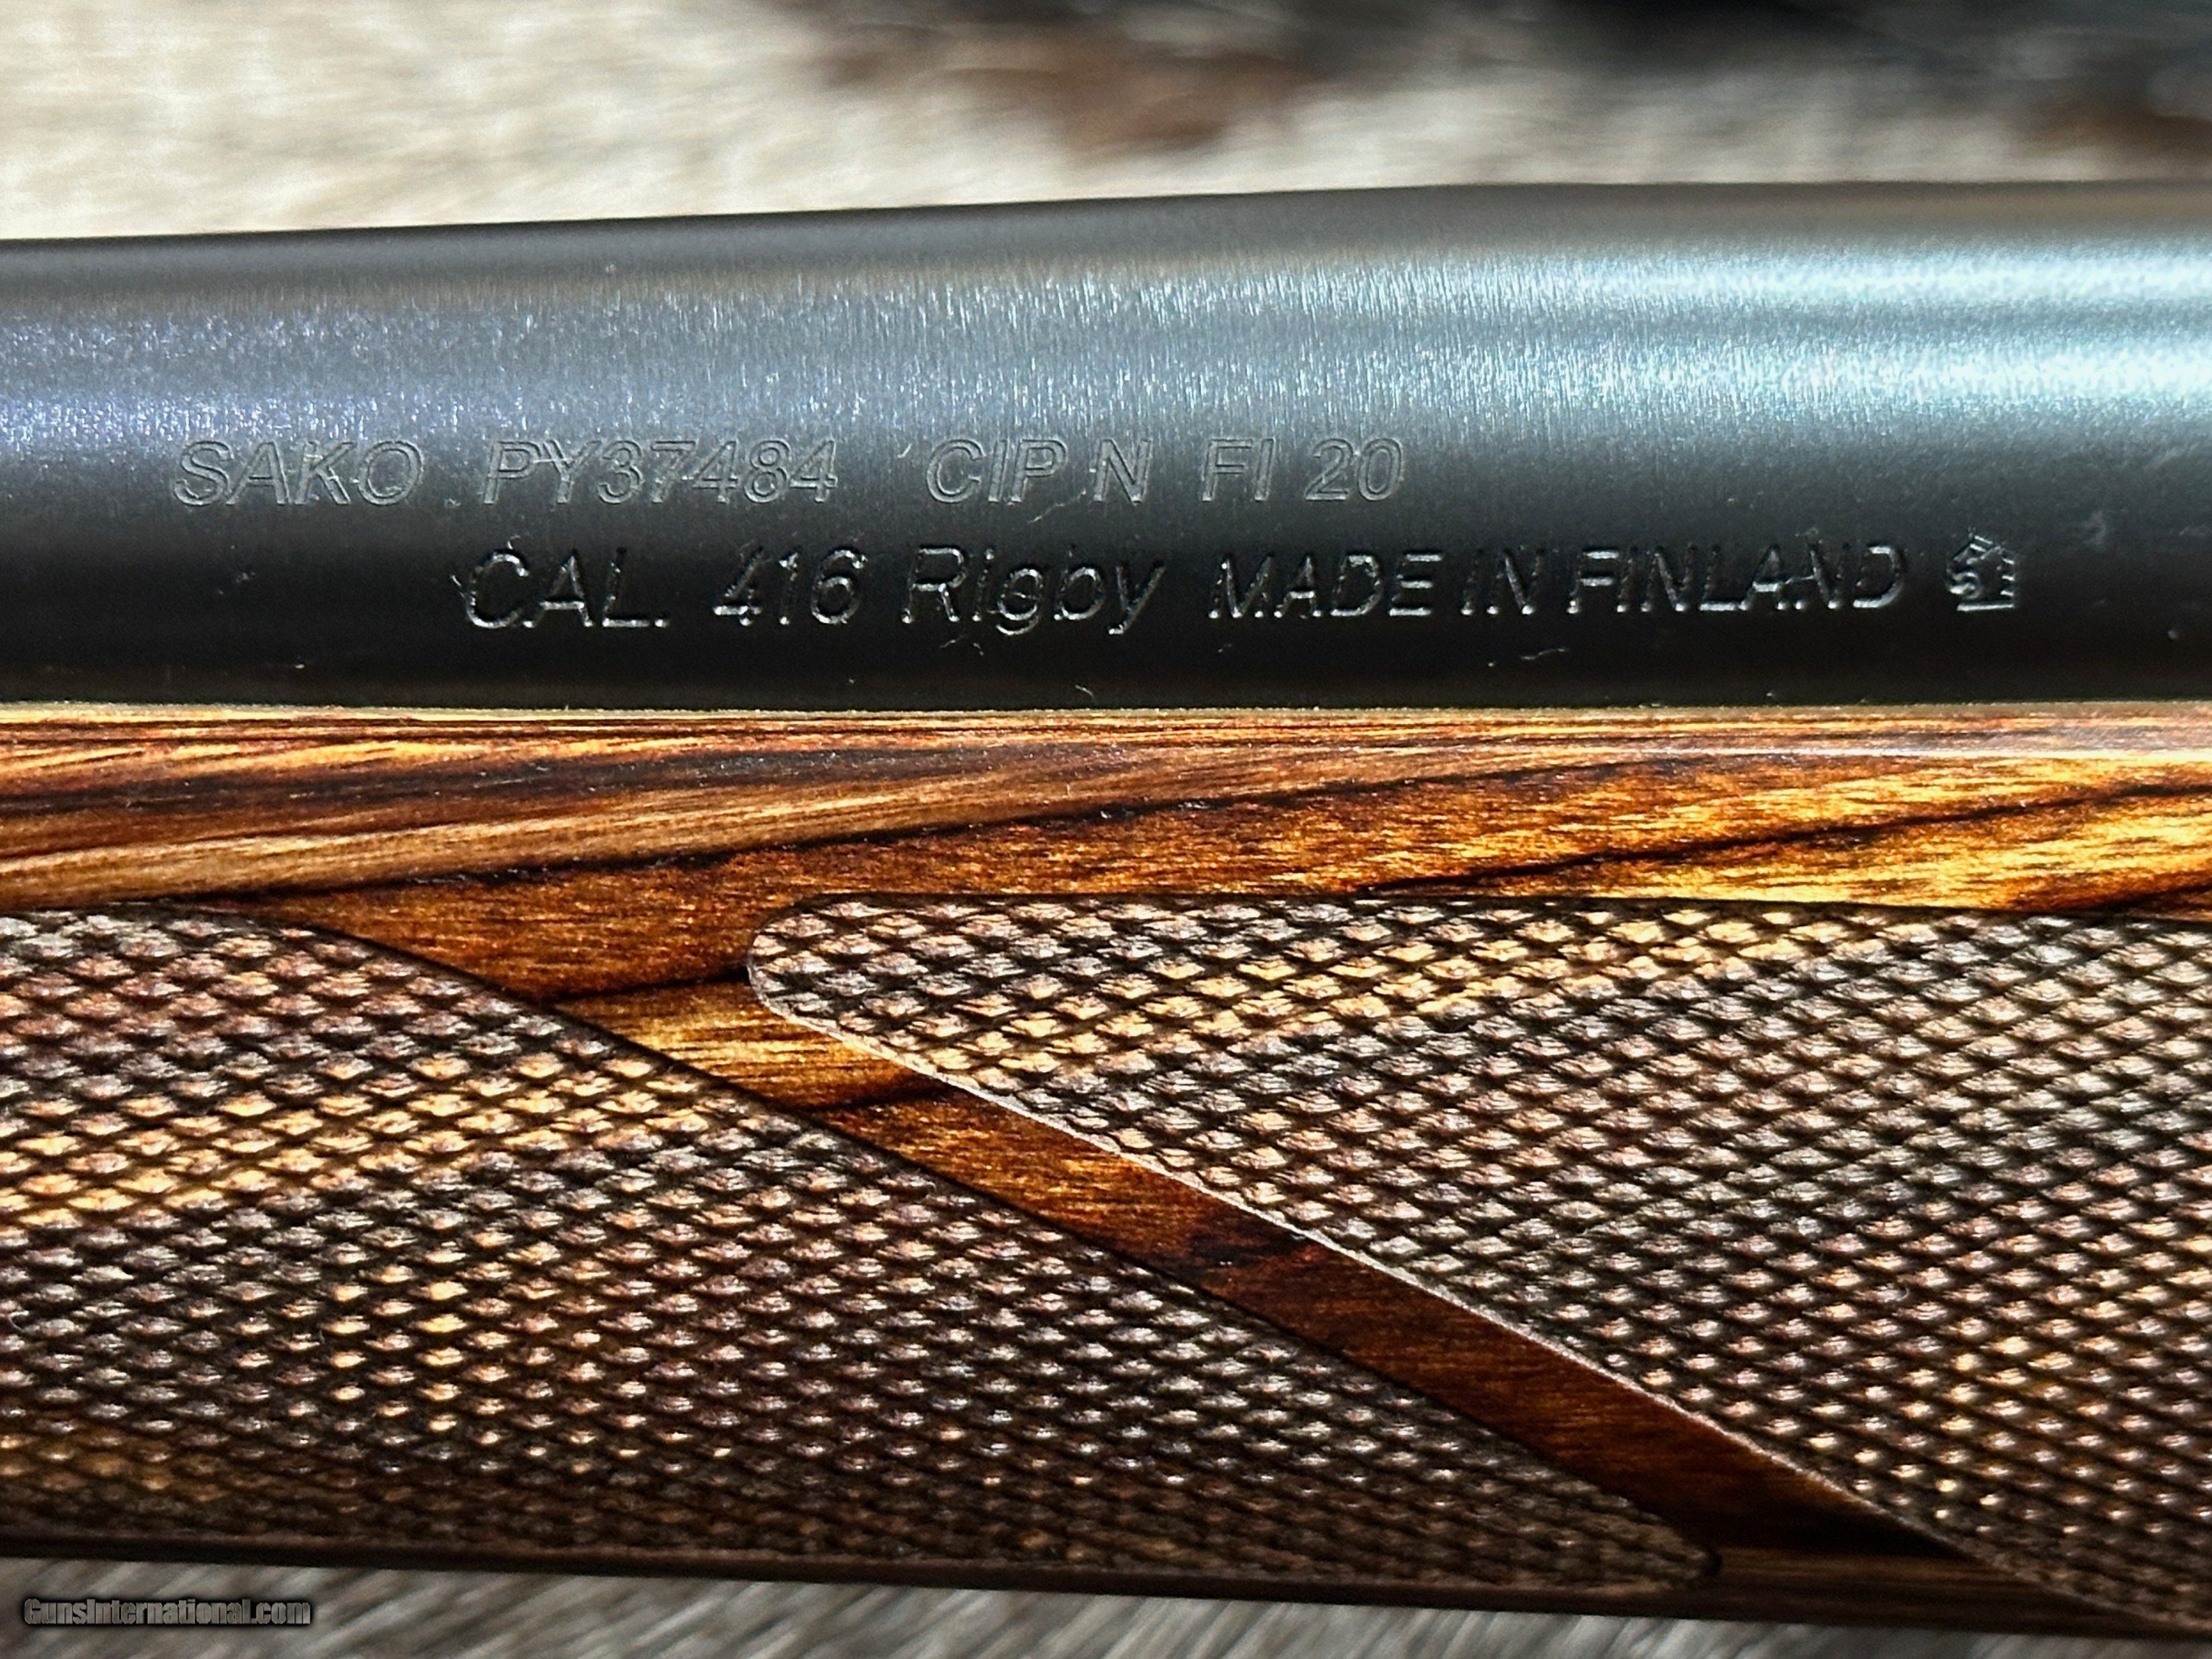 SAKO PY37484 CIP N FI 20
CAL. 416 Rigby MADE IN FINLAND
GunsInternational.com